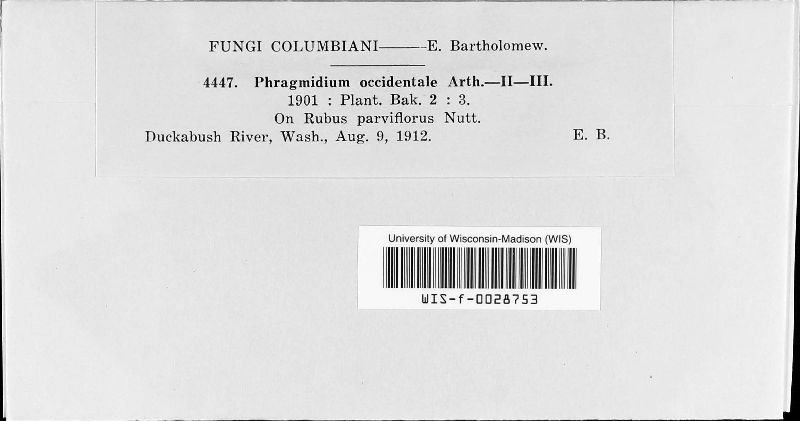 FUNGI COLUMBIANI———E. Bartholomew.
4447. Phragmidium occidentale Arth.—II—III.
1901 : Plant. Bak. 2 : 3.
On Rubus parviflorus Nutt.
Duckabush River, Wash., Aug. 9, 1912. E. B.
University of Wisconsin-Madison (WIS)
WIS-f-0028753